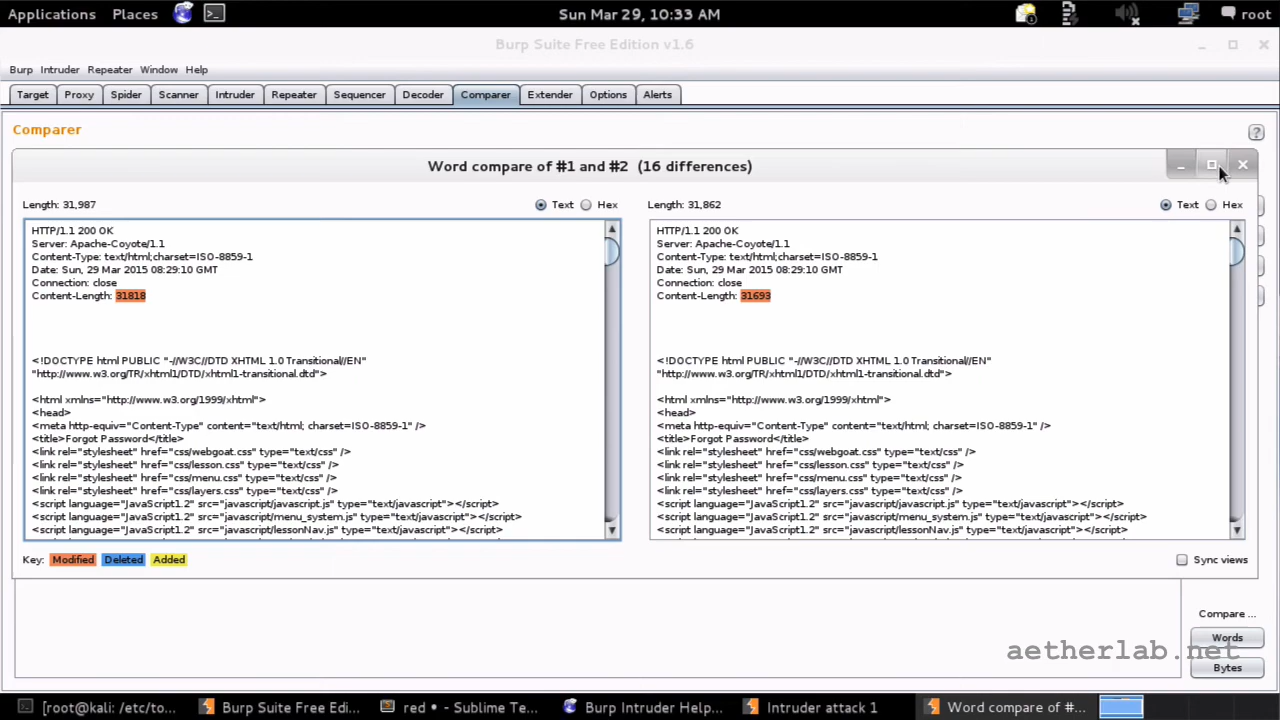 Applications Places Sun Mar 29, 10:33 AM root
Burp Suite Free Edition v1.6
Burp Intruder Repeater Window Help
Target Proxy Spider Scanner Intruder Repeater Sequencer Decoder Comparer Extender Options Alerts
Comparer ?
Word compare of #1 and #2 (16 differences)
Length: 31,987 Text Hex
HTTP/1.1 200 OK
Server: Apache-Coyote/1.1
Content-Type: text/html;charset=ISO-8859-1
Date: Sun, 29 Mar 2015 08:29:10 GMT
Connection: close
Content-Length: 31818
<!DOCTYPE html PUBLIC "-//W3C//DTD XHTML 1.0 Transitional//EN"
"http://www.w3.org/TR/xhtml1/DTD/xhtml1-transitional.dtd">
<html xmlns="http://www.w3.org/1999/xhtml">
<head>
<meta http-equiv="Content-Type" content="text/html; charset=ISO-8859-1" />
<title>Forgot Password</title>
<link rel="stylesheet" href="css/webgoat.css" type="text/css" />
<link rel="stylesheet" href="css/lesson.css" type="text/css" />
<link rel="stylesheet" href="css/menu.css" type="text/css" />
<link rel="stylesheet" href="css/layers.css" type="text/css" />
<script language="JavaScript1.2" src="javascript/javascript.js" type="text/javascript"></script>
<script language="JavaScript1.2" src="javascript/menu_system.js" type="text/javascript"></script>
<script language="JavaScript1.2" src="javascript/lessonNav.js" type="text/javascript"></script>
Length: 31,862 Text Hex
HTTP/1.1 200 OK
Server: Apache-Coyote/1.1
Content-Type: text/html;charset=ISO-8859-1
Date: Sun, 29 Mar 2015 08:29:10 GMT
Connection: close
Content-Length: 31693
<!DOCTYPE html PUBLIC "-//W3C//DTD XHTML 1.0 Transitional//EN"
"http://www.w3.org/TR/xhtml1/DTD/xhtml1-transitional.dtd">
<html xmlns="http://www.w3.org/1999/xhtml">
<head>
<meta http-equiv="Content-Type" content="text/html; charset=ISO-8859-1" />
<title>Forgot Password</title>
<link rel="stylesheet" href="css/webgoat.css" type="text/css" />
<link rel="stylesheet" href="css/lesson.css" type="text/css" />
<link rel="stylesheet" href="css/menu.css" type="text/css" />
<link rel="stylesheet" href="css/layers.css" type="text/css" />
<script language="JavaScript1.2" src="javascript/javascript.js" type="text/javascript"></script>
<script language="JavaScript1.2" src="javascript/menu_system.js" type="text/javascript"></script>
<script language="JavaScript1.2" src="javascript/lessonNav.js" type="text/javascript"></script>
Key: Modified Deleted Added Sync views
Compare ...
Words
aetherlab.net
Bytes
[root@kali: /etc/to... Burp Suite Free Edi... red • - Sublime Te... Burp Intruder Help... Intruder attack 1 Word compare of #...